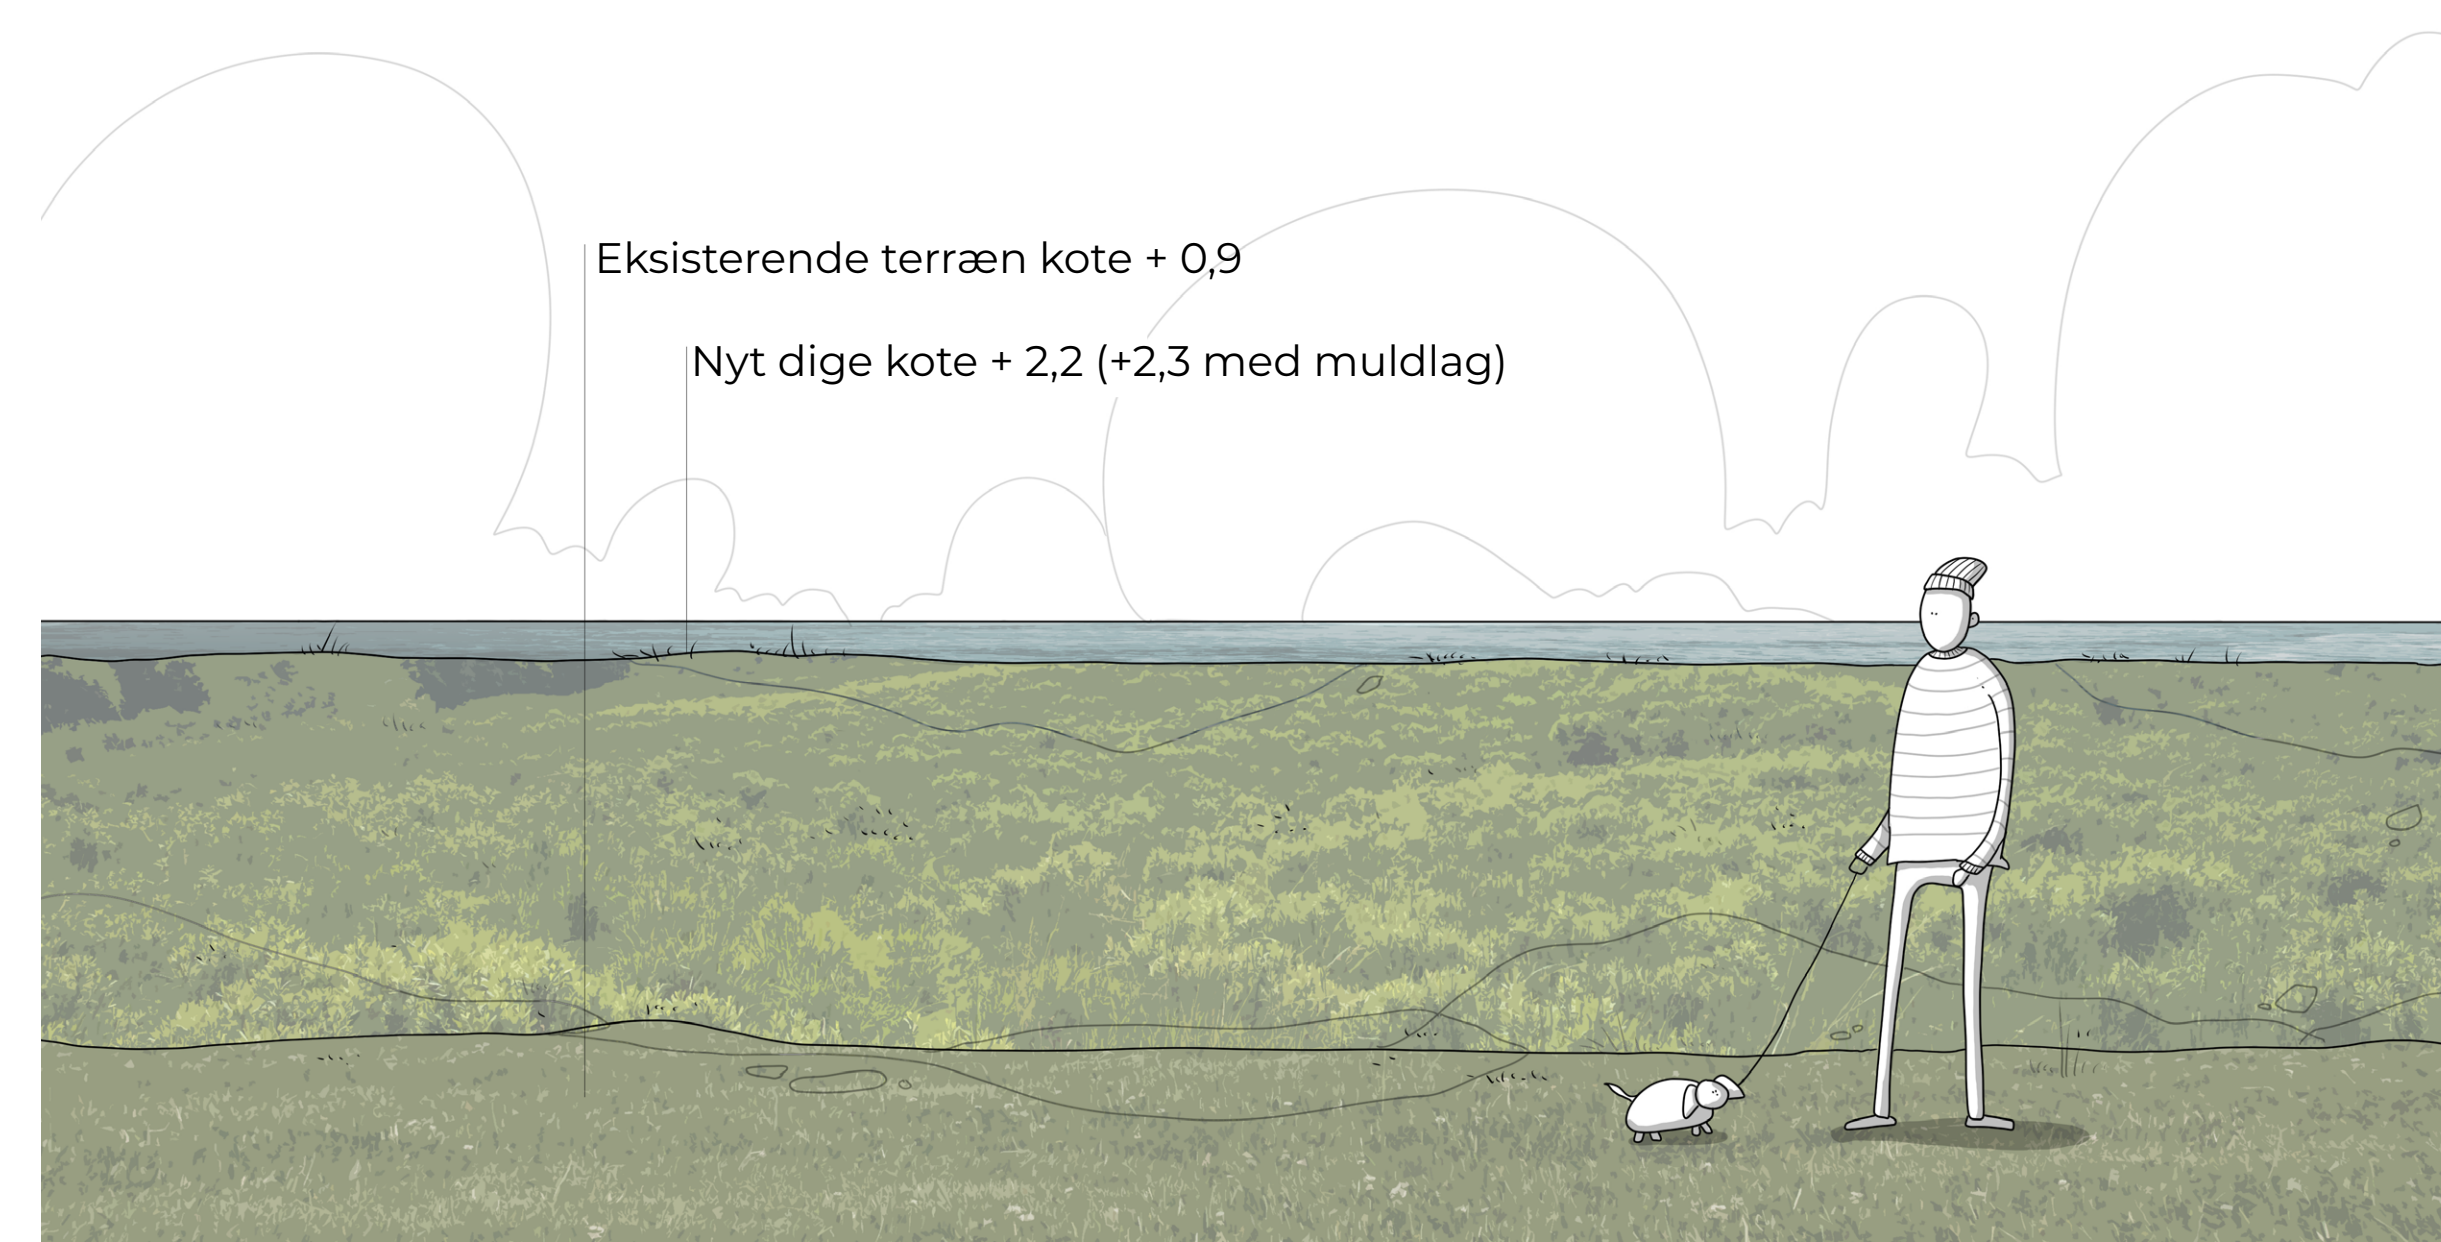 Eksisterende terræn kote + 0,9
Nyt dige kote + 2,2 (+2,3 med muldlag)